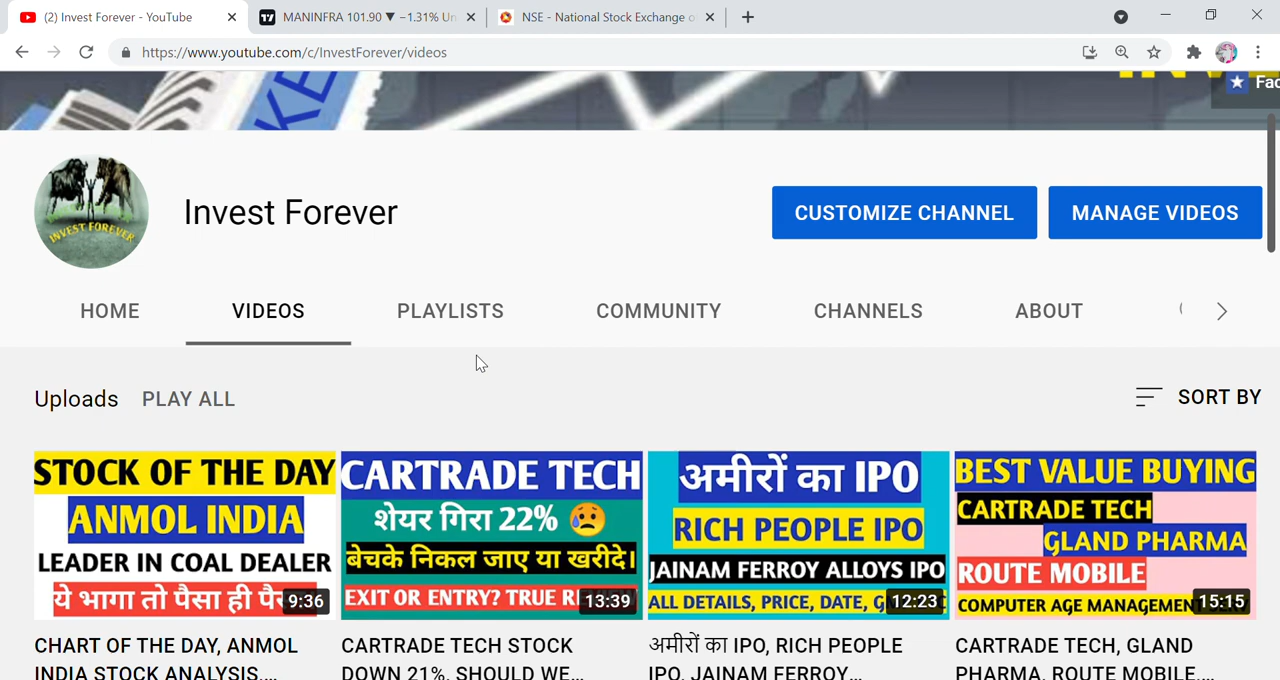 (2) Invest Forever - YouTube
MANINFRA 101.90 ▼ −1.31% Un
NSE - National Stock Exchange o
https://www.youtube.com/c/InvestForever/videos
KE
Fac
INVEST FOREVER
Invest Forever
CUSTOMIZE CHANNEL
MANAGE VIDEOS
HOME
VIDEOS
PLAYLISTS
COMMUNITY
CHANNELS
ABOUT
Uploads
PLAY ALL
SORT BY
STOCK OF THE DAY
ANMOL INDIA
LEADER IN COAL DEALER
ये भागा तो पैसा ही
9:36
CHART OF THE DAY, ANMOL
INDIA STOCK ANALYSIS,...
CARTRADE TECH
शेयर गिरा 22%
बेचके निकल जाए या खरीदे।
EXIT OR ENTRY? TRUE
13:39
CARTRADE TECH STOCK
DOWN 21%, SHOULD WE...
अमीरों का IPO
RICH PEOPLE IPO
JAINAM FERROY ALLOYS IPO
ALL DETAILS, PRICE, DATE,
12:23
अमीरों का IPO, RICH PEOPLE
IPO, JAINAM FERROY...
BEST VALUE BUYING
CARTRADE TECH
GLAND PHARMA
ROUTE MOBILE
COMPUTER AGE MANAGEMENT
15:15
CARTRADE TECH, GLAND
PHARMA, ROUTE MOBILE,...